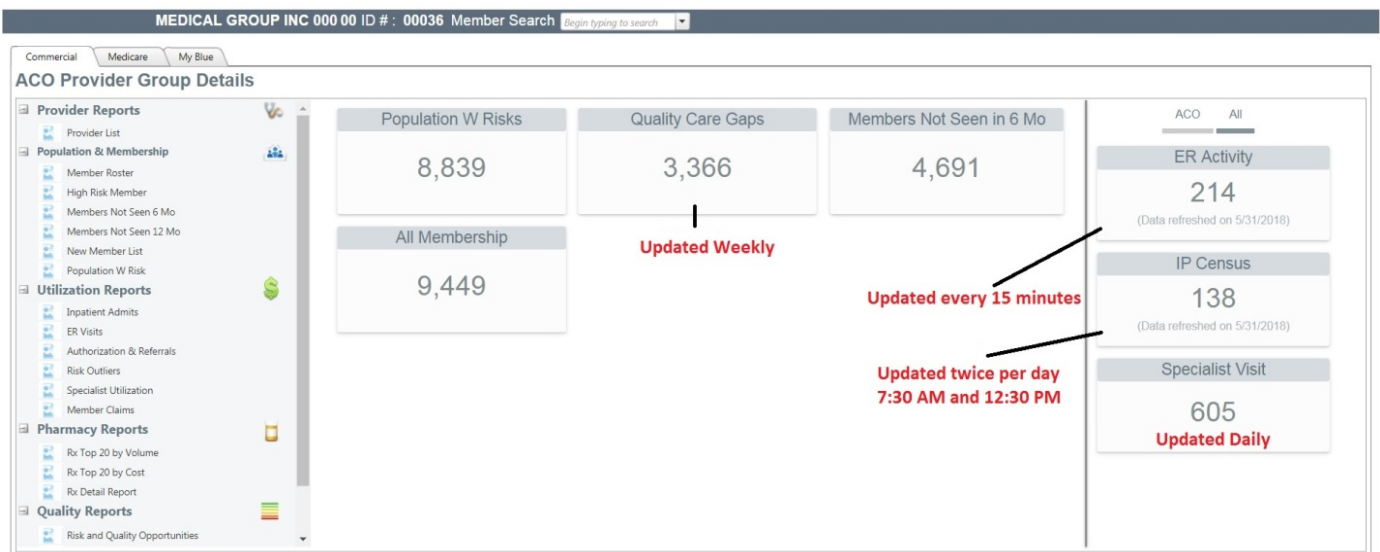 MEDICAL GROUP INC 000 00 ID # : 00036 Member Search Begin typing to search
Commercial Medicare My Blue
ACO Provider Group Details
Provider Reports
Provider List
Population & Membership
Member Roster
High Risk Member
Members Not Seen 6 Mo
Members Not Seen 12 Mo
New Member List
Population W Risk
Utilization Reports
Inpatient Admits
ER Visits
Authorization & Referrals
Risk Outliers
Specialist Utilization
Member Claims
Pharmacy Reports
Rx Top 20 by Volume
Rx Top 20 by Cost
Rx Detail Report
Quality Reports
Risk and Quality Opportunities
Population W Risks
8,839
Quality Care Gaps
3,366
Updated Weekly
Members Not Seen in 6 Mo
4,691
All Membership
9,449
ACO All
ER Activity
214
(Data refreshed on 5/31/2018)
Updated every 15 minutes
IP Census
138
(Data refreshed on 5/31/2018)
Updated twice per day
7:30 AM and 12:30 PM
Specialist Visit
605
Updated Daily